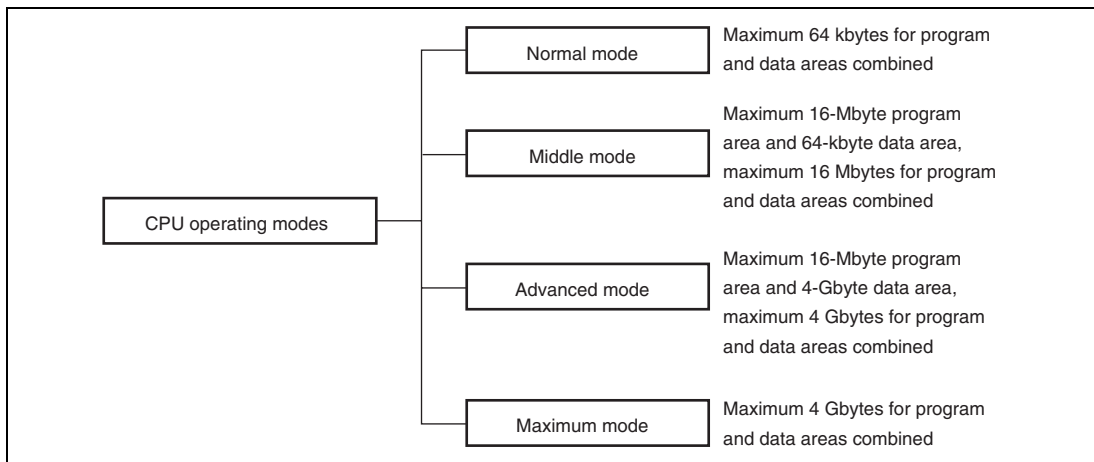 CPU operating modes
Normal mode
Maximum 64 kbytes for program
and data areas combined
Middle mode
Maximum 16-Mbyte program
area and 64-kbyte data area,
maximum 16 Mbytes for program
and data areas combined
Advanced mode
Maximum 16-Mbyte program
area and 4-Gbyte data area,
maximum 4 Gbytes for program
and data areas combined
Maximum mode
Maximum 4 Gbytes for program
and data areas combined